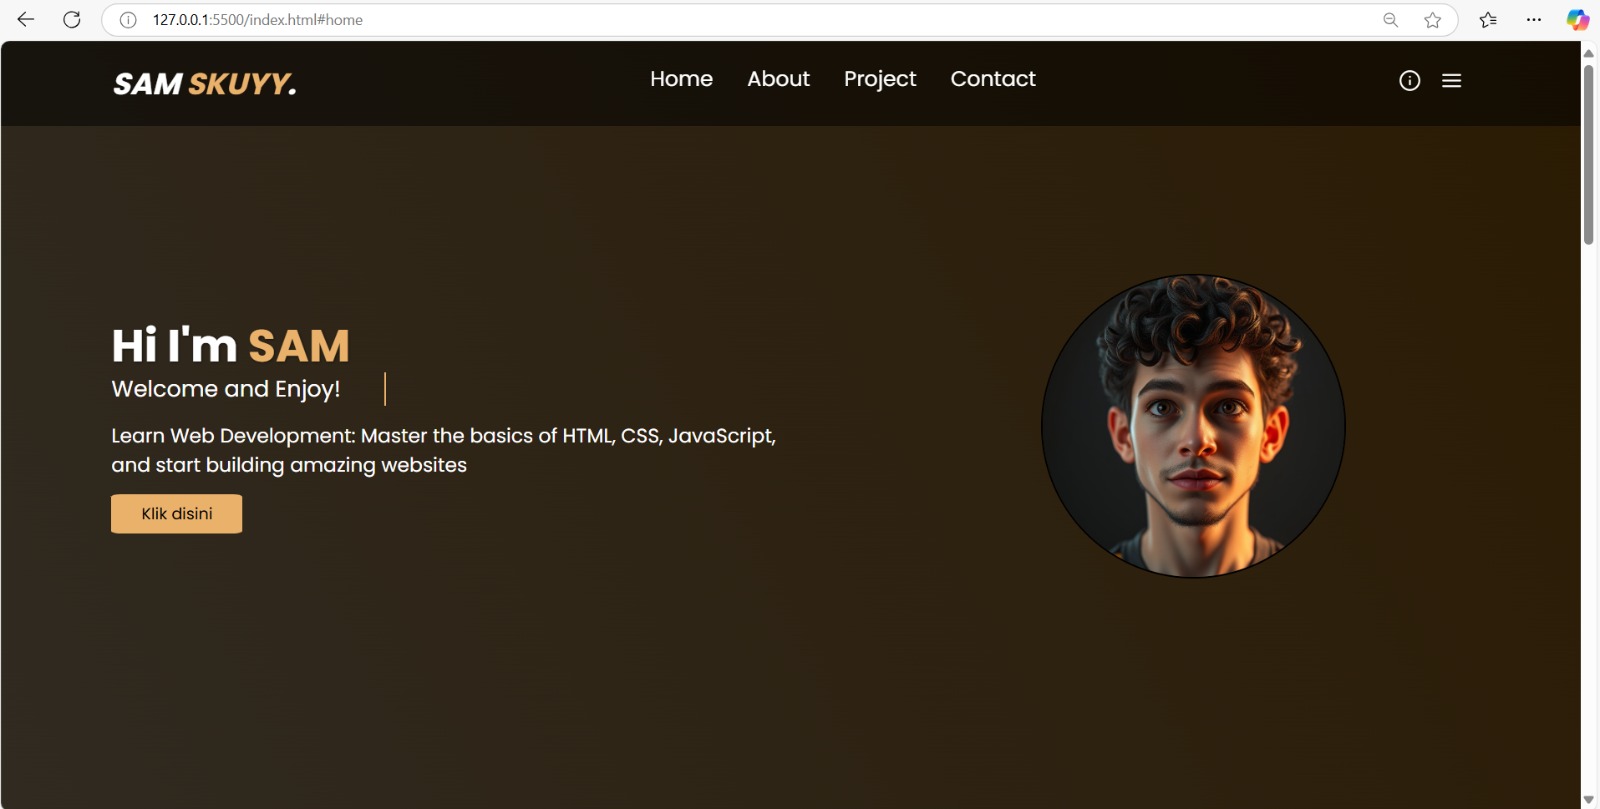 127.0.0.1:5500/index.html#home
SAM SKUYY.
Home About Project Contact
Hi I'm SAM
Welcome and Enjoy!
Learn Web Development: Master the basics of HTML, CSS, JavaScript,
and start building amazing websites
Klik disini